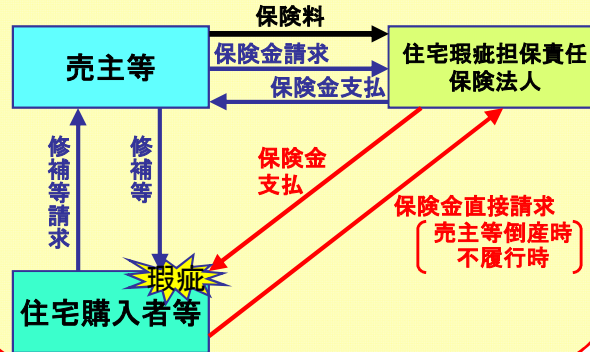 保険料
売主等
保険金請求
保険金支払
住宅瑕疵担保責任
保険法人
修補等請求
修補等
保険金
支払
保険金直接請求
売主等倒産時
不履行時
瑕疵
住宅購入者等